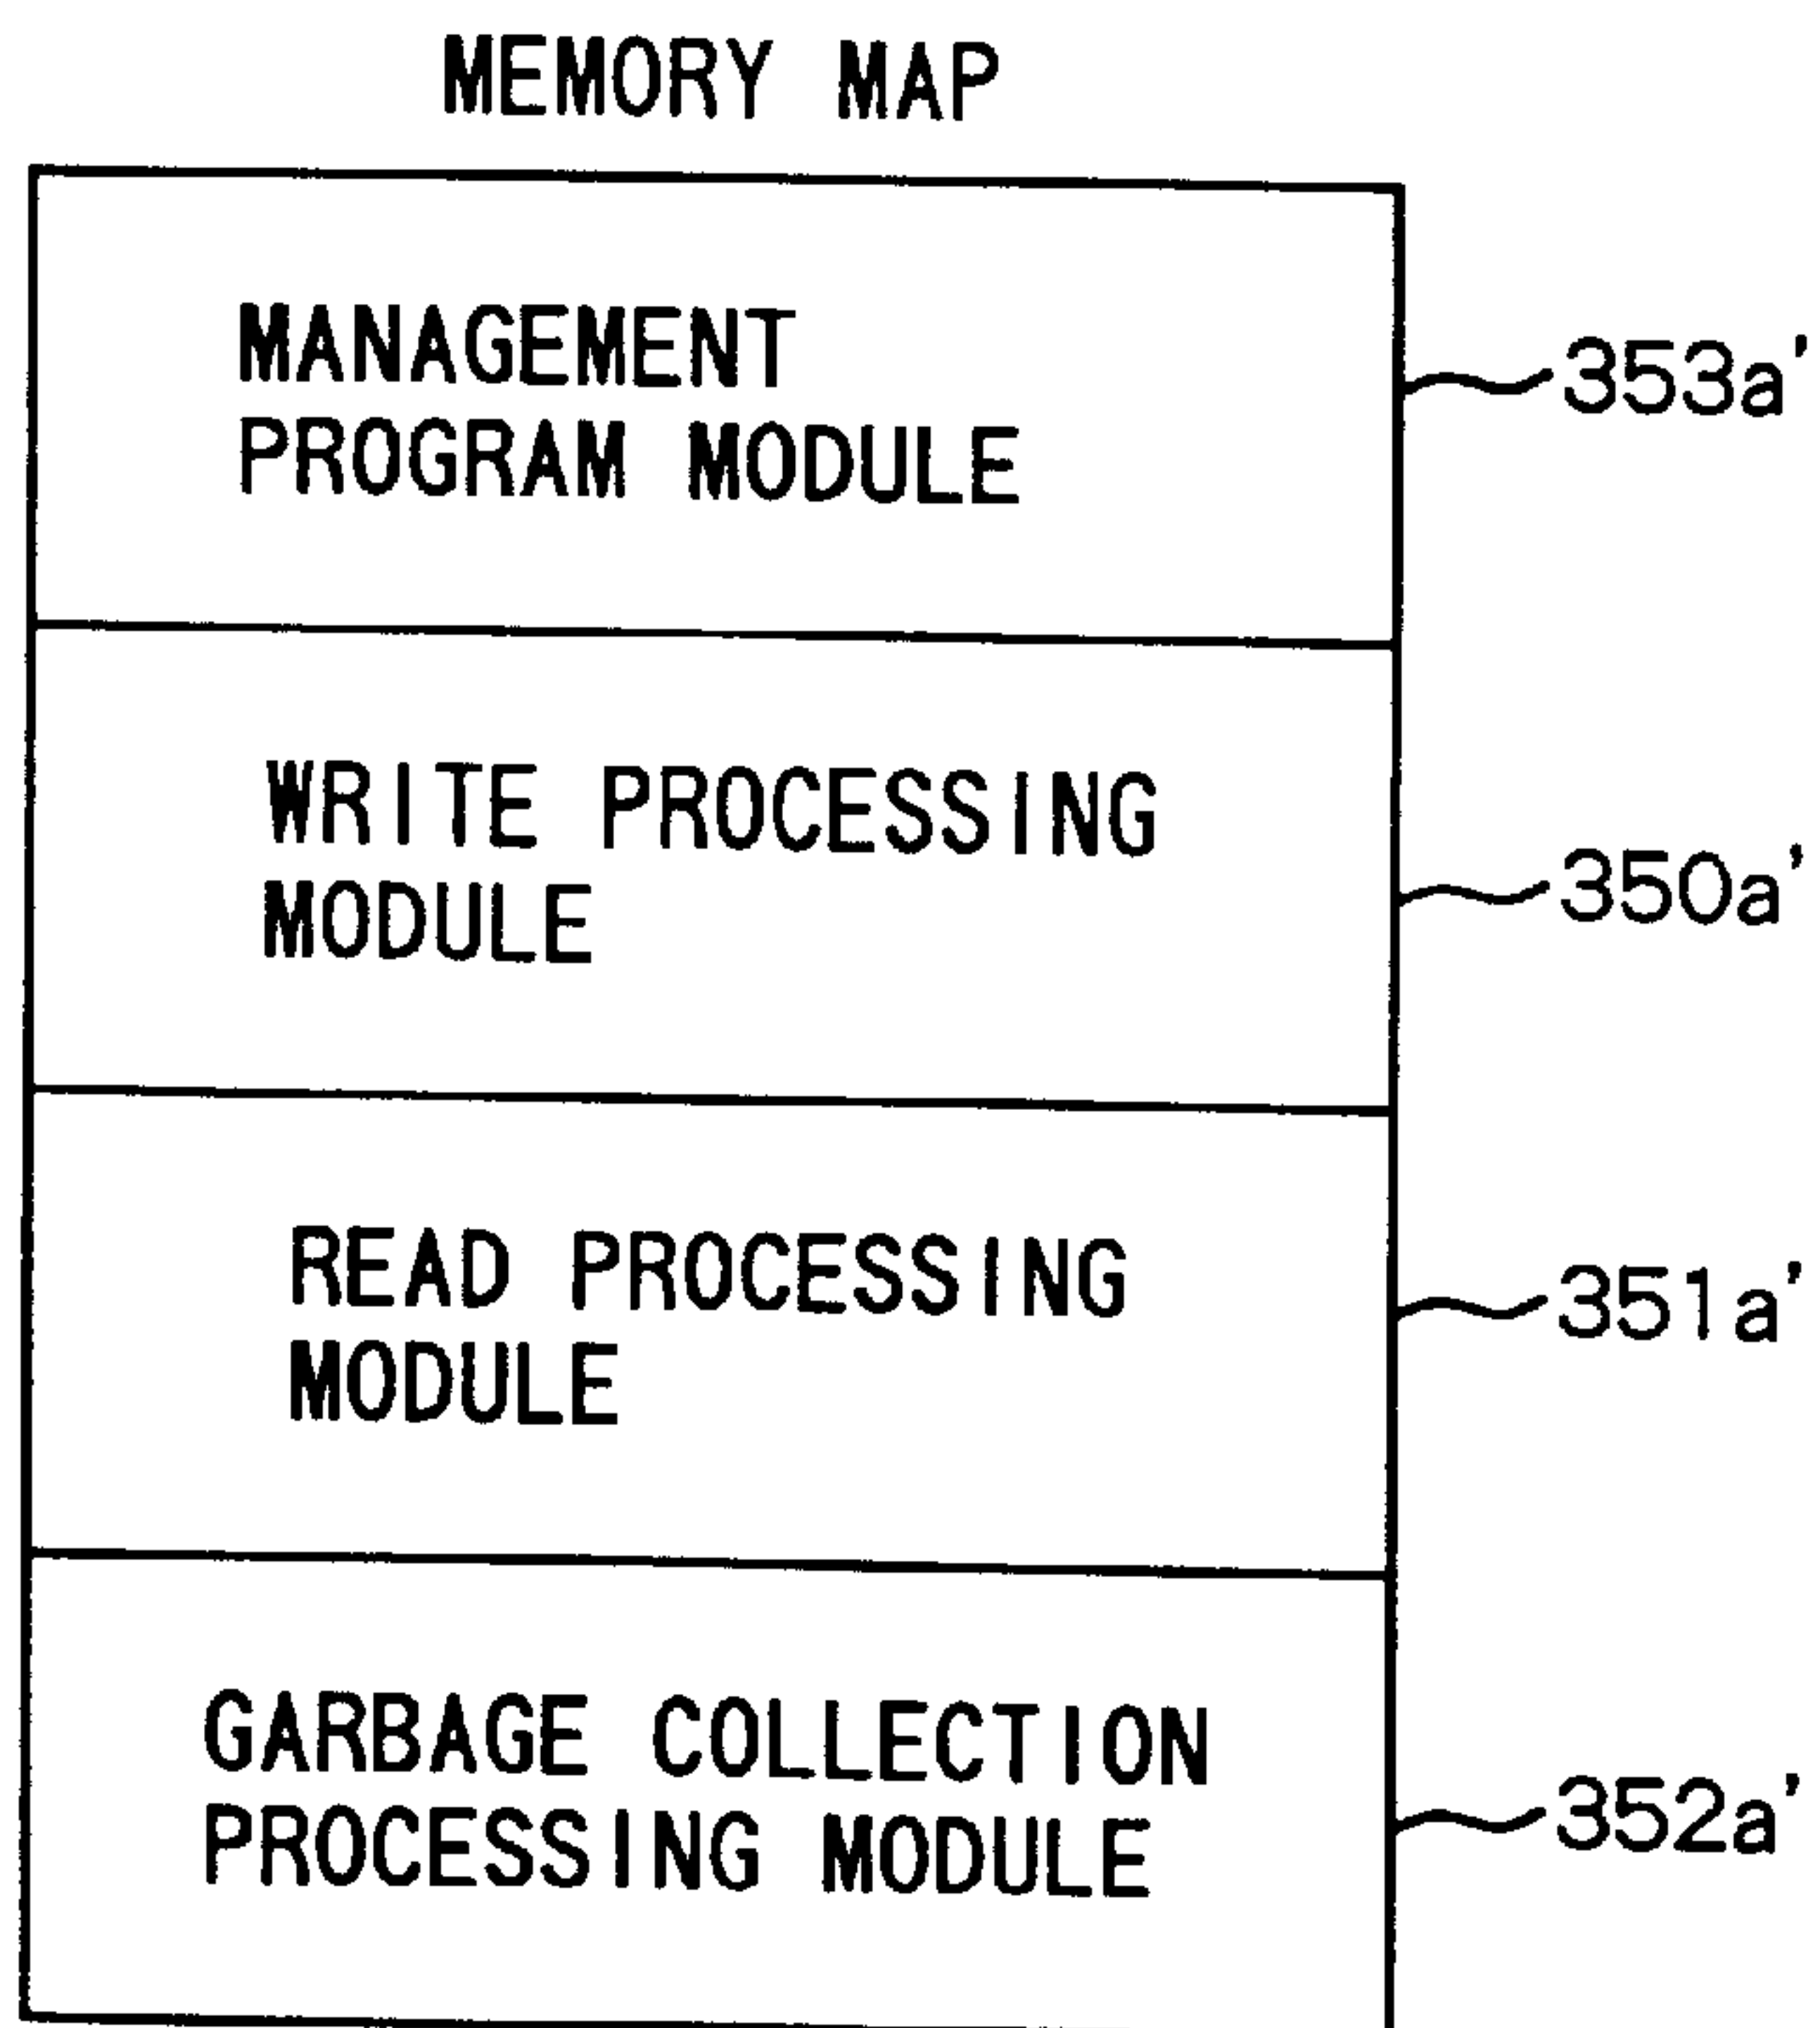 MEMORY MAP
MANAGEMENT
PROGRAM MODULE
353a'
WRITE PROCESSING
MODULE
350a'
READ PROCESSING
MODULE
351a'
GARBAGE COLLECTION
PROCESSING MODULE
352a'